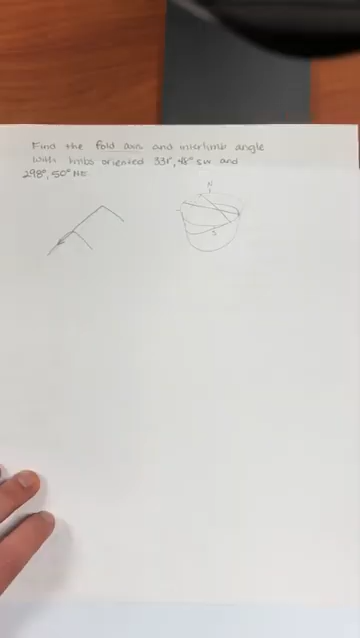 Find the fold axis and interlimb angle
with limbs oriented 331°, 48° SW and
298°, 50° NE.
N
S